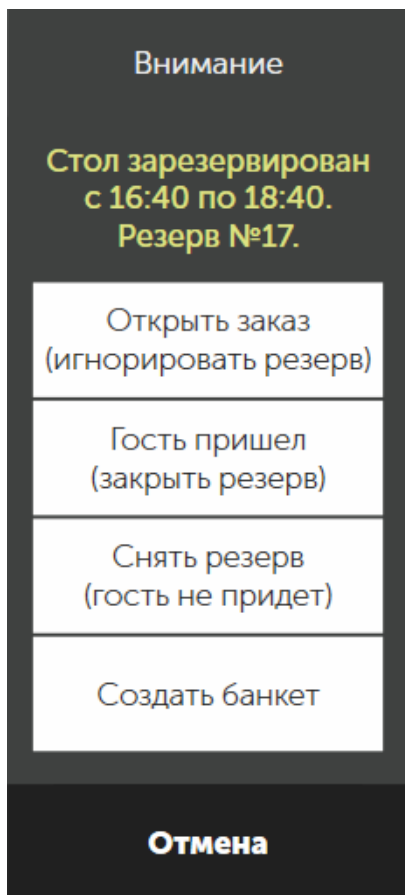 Внимание
Стол зарезервирован
с 16:40 по 18:40.
Резерв №17.
Открыть заказ
(игнорировать резерв)
Гость пришел
(закрыть резерв)
Снять резерв
(гость не придет)
Создать банкет
Отмена